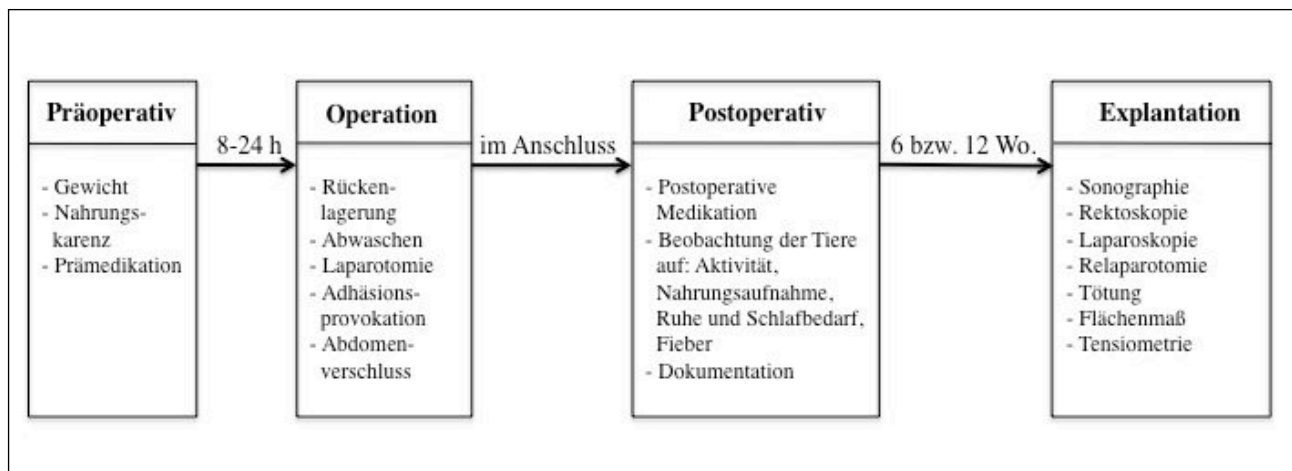 Präoperativ
- Gewicht
- Nahrungs-
karenz
- Prämedikation
8-24 h
Operation
- Rücken-
lagerung
- Abwaschen
- Laparotomie
- Adhäsions-
provokation
- Abdomen-
verschluss
im Anschluss
Postoperativ
- Postoperative
Medikation
- Beobachtung der Tiere
auf: Aktivität,
Nahrungsaufnahme,
Ruhe und Schlafbedarf,
Fieber
- Dokumentation
6 bzw. 12 Wo.
Explantation
- Sonographie
- Rektoskopie
- Laparoskopie
- Relaparotomie
- Tötung
- Flächenmaß
- Tensiometrie